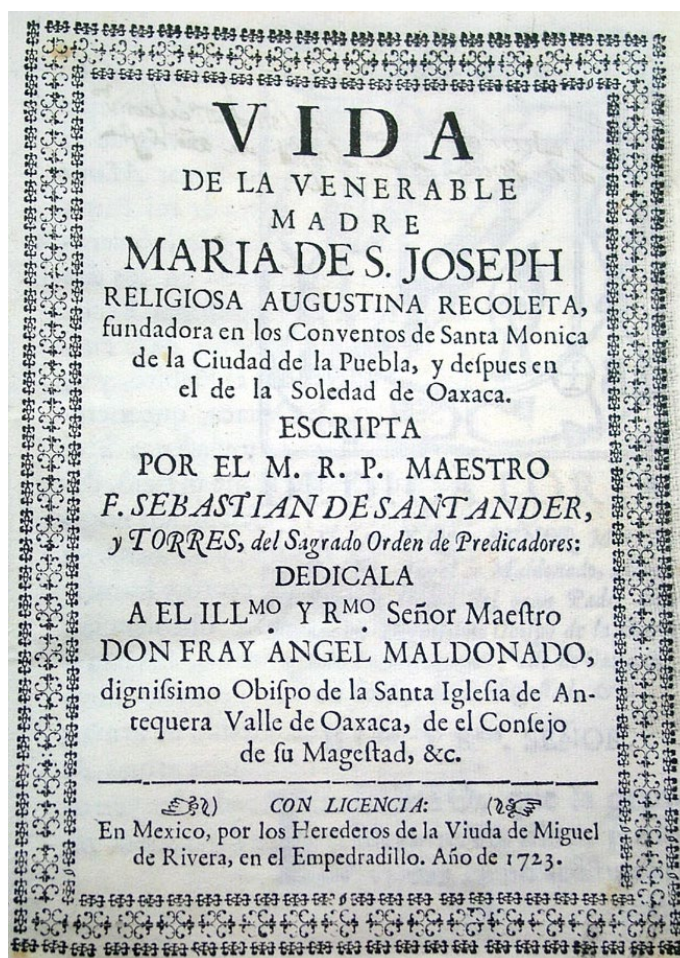 VIDA
DE LA VENERABLE
MADRE
MARIA DE S. JOSEPH
RELIGIOSA AUGUSTINA RECOLETA,
fundadora en los Conventos de Santa Monica
de la Ciudad de la Puebla, y deſpues en
el de la Soledad de Oaxaca.
ESCRIPTA
POR EL M. R. P. MAESTRO
F. SEBASTIAN DE SANTANDER,
y TORRES, del Sagrado Orden de Predicadores:
DEDICALA
A EL ILLᴹᴼ. Y Rᴹᴼ. Señor Maeſtro
DON FRAY ANGEL MALDONADO,
digniſsimo Obiſpo de la Santa Igleſia de An-
tequera Valle de Oaxaca, de el Conſejo
de ſu Mageſtad, &c.
CON LICENCIA:
En Mexico, por los Herederos de la Viuda de Miguel
de Rivera, en el Empedradillo. Año de 1723.